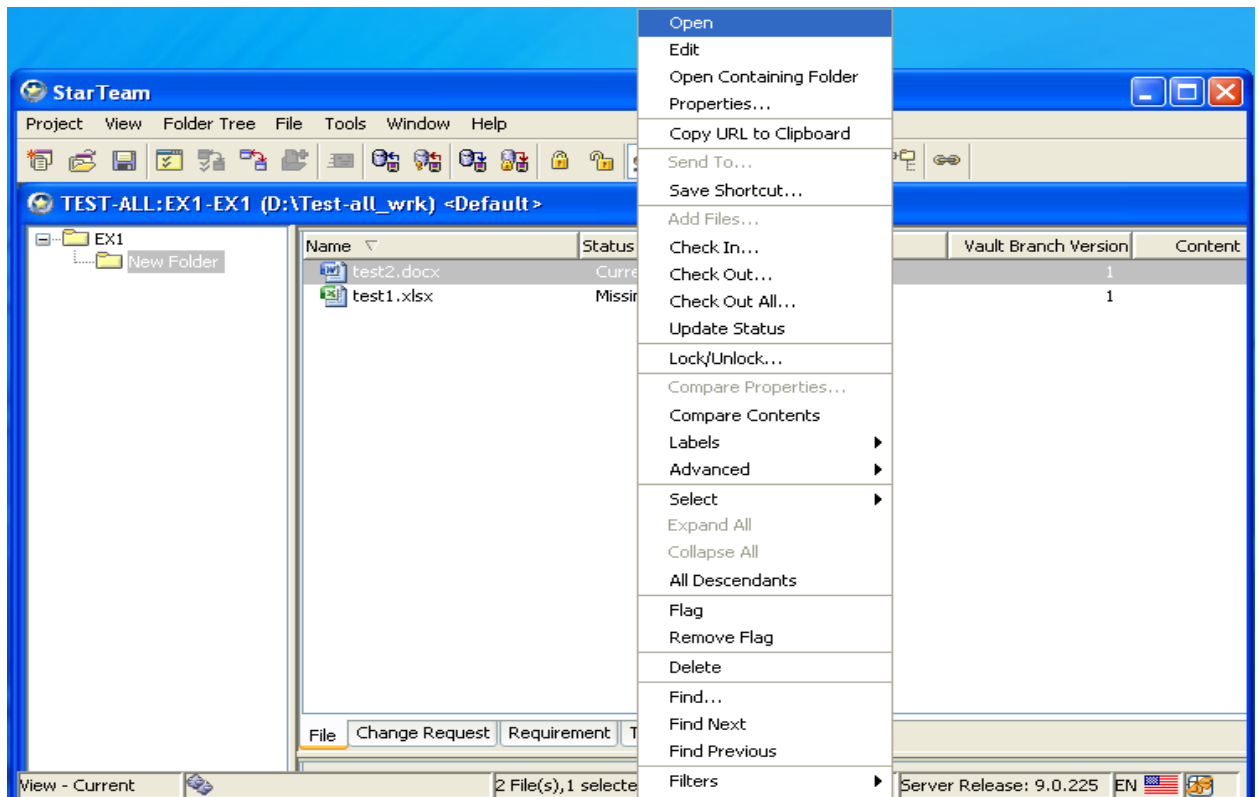 StarTeam
Project View Folder Tree File Tools Window Help
TEST-ALL:EX1-EX1 (D:\Test-all_wrk) <Default>
EX1
New Folder
Name Status Vault Branch Version Content
test2.docx Curre 1
test1.xlsx Missin 1
Open
Edit
Open Containing Folder
Properties...
Copy URL to Clipboard
Send To...
Save Shortcut...
Add Files...
Check In...
Check Out...
Check Out All...
Update Status
Lock/Unlock...
Compare Properties...
Compare Contents
Labels
Advanced
Select
Expand All
Collapse All
All Descendants
Flag
Remove Flag
Delete
Find...
Find Next
Find Previous
Filters
File Change Request Requirement T
View - Current 2 File(s),1 selecte Server Release: 9.0.225 EN